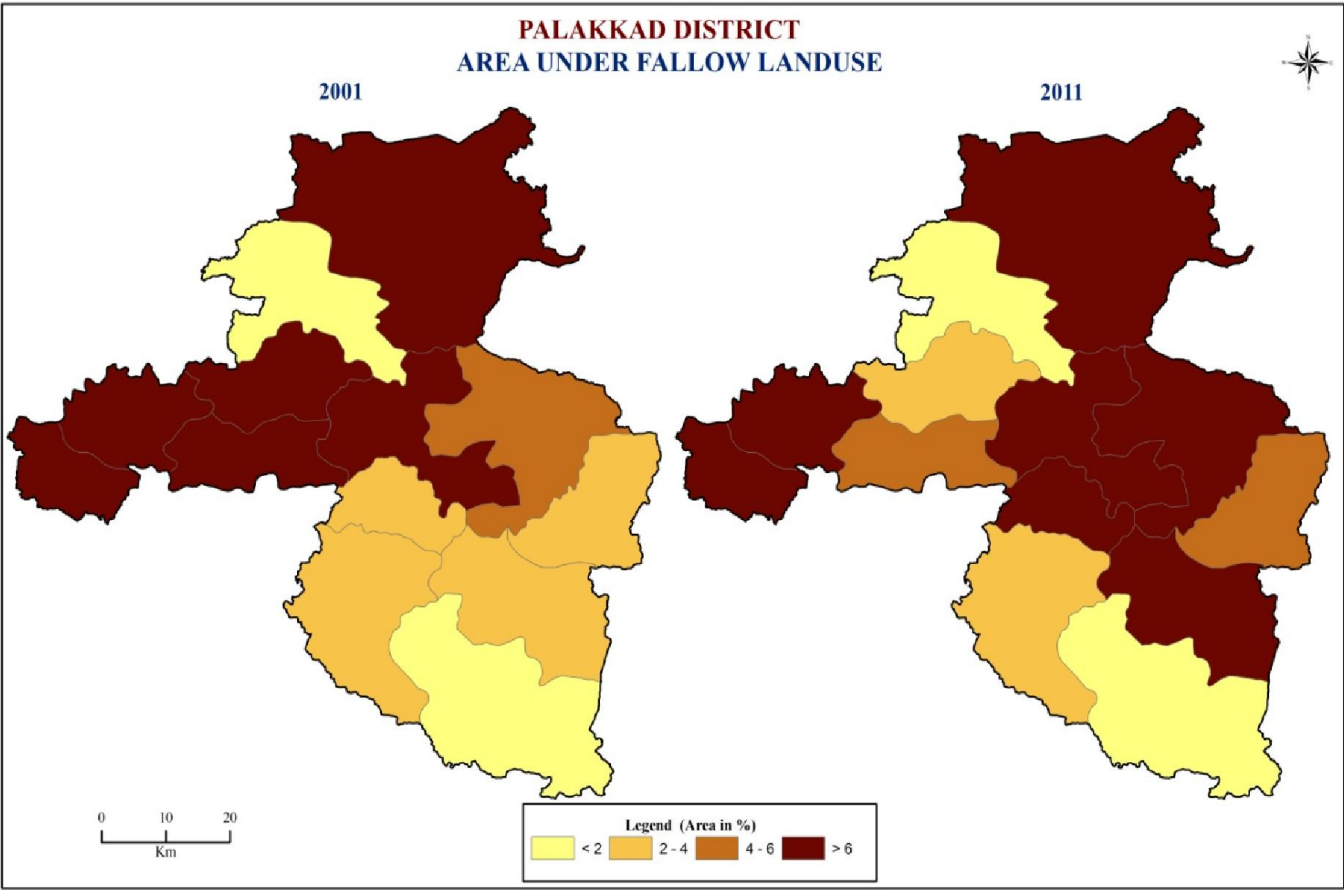 PALAKKAD DISTRICT
AREA UNDER FALLOW LANDUSE
2001
2011
0 10 20
Km
Legend (Area in %)
< 2 2 - 4 4 - 6 > 6